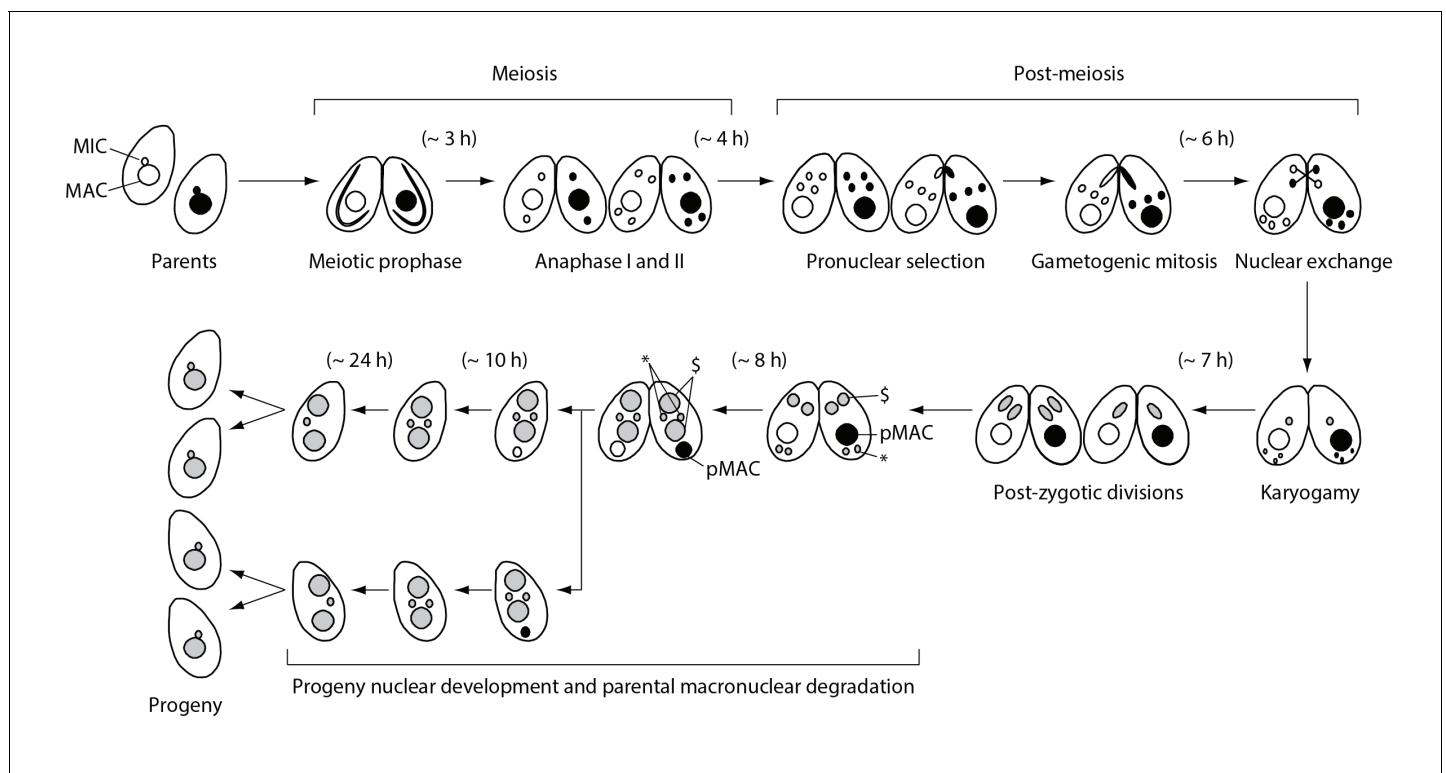 Meiosis
Post-meiosis
(~ 3 h)
(~ 4 h)
(~ 6 h)
MIC
MAC
Parents
Meiotic prophase
Anaphase I and II
Pronuclear selection
Gametogenic mitosis
Nuclear exchange
(~ 24 h)
(~ 10 h)
*
$
(~ 8 h)
(~ 7 h)
$
pMAC
*
pMAC
Post-zygotic divisions
Karyogamy
Progeny nuclear development and parental macronuclear degradation
Progeny